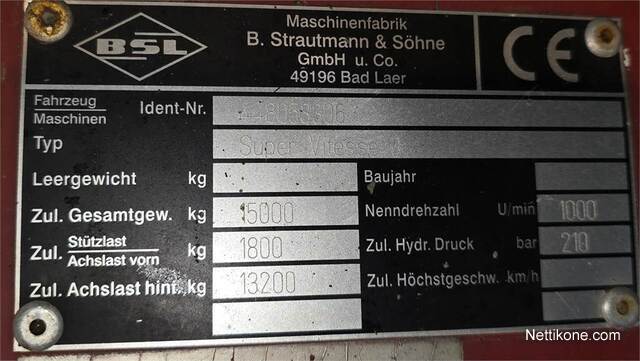 BSL
Maschinenfabrik
B. Strautmann & Söhne
GmbH u. Co.
49196 Bad Laer
CE
Fahrzeug
Maschinen
Ident-Nr.
Typ Super Vitesse
Leergewicht kg
Baujahr
Zul. Gesamtgew. kg 15000
Nenndrehzahl U/min 1000
Zul. Stützlast
Achslast vorn kg 1800
Zul. Hydr. Druck bar 210
Zul. Achslast hint. kg 13200
Zul. Höchstgeschw. km/h
Nettikone.com